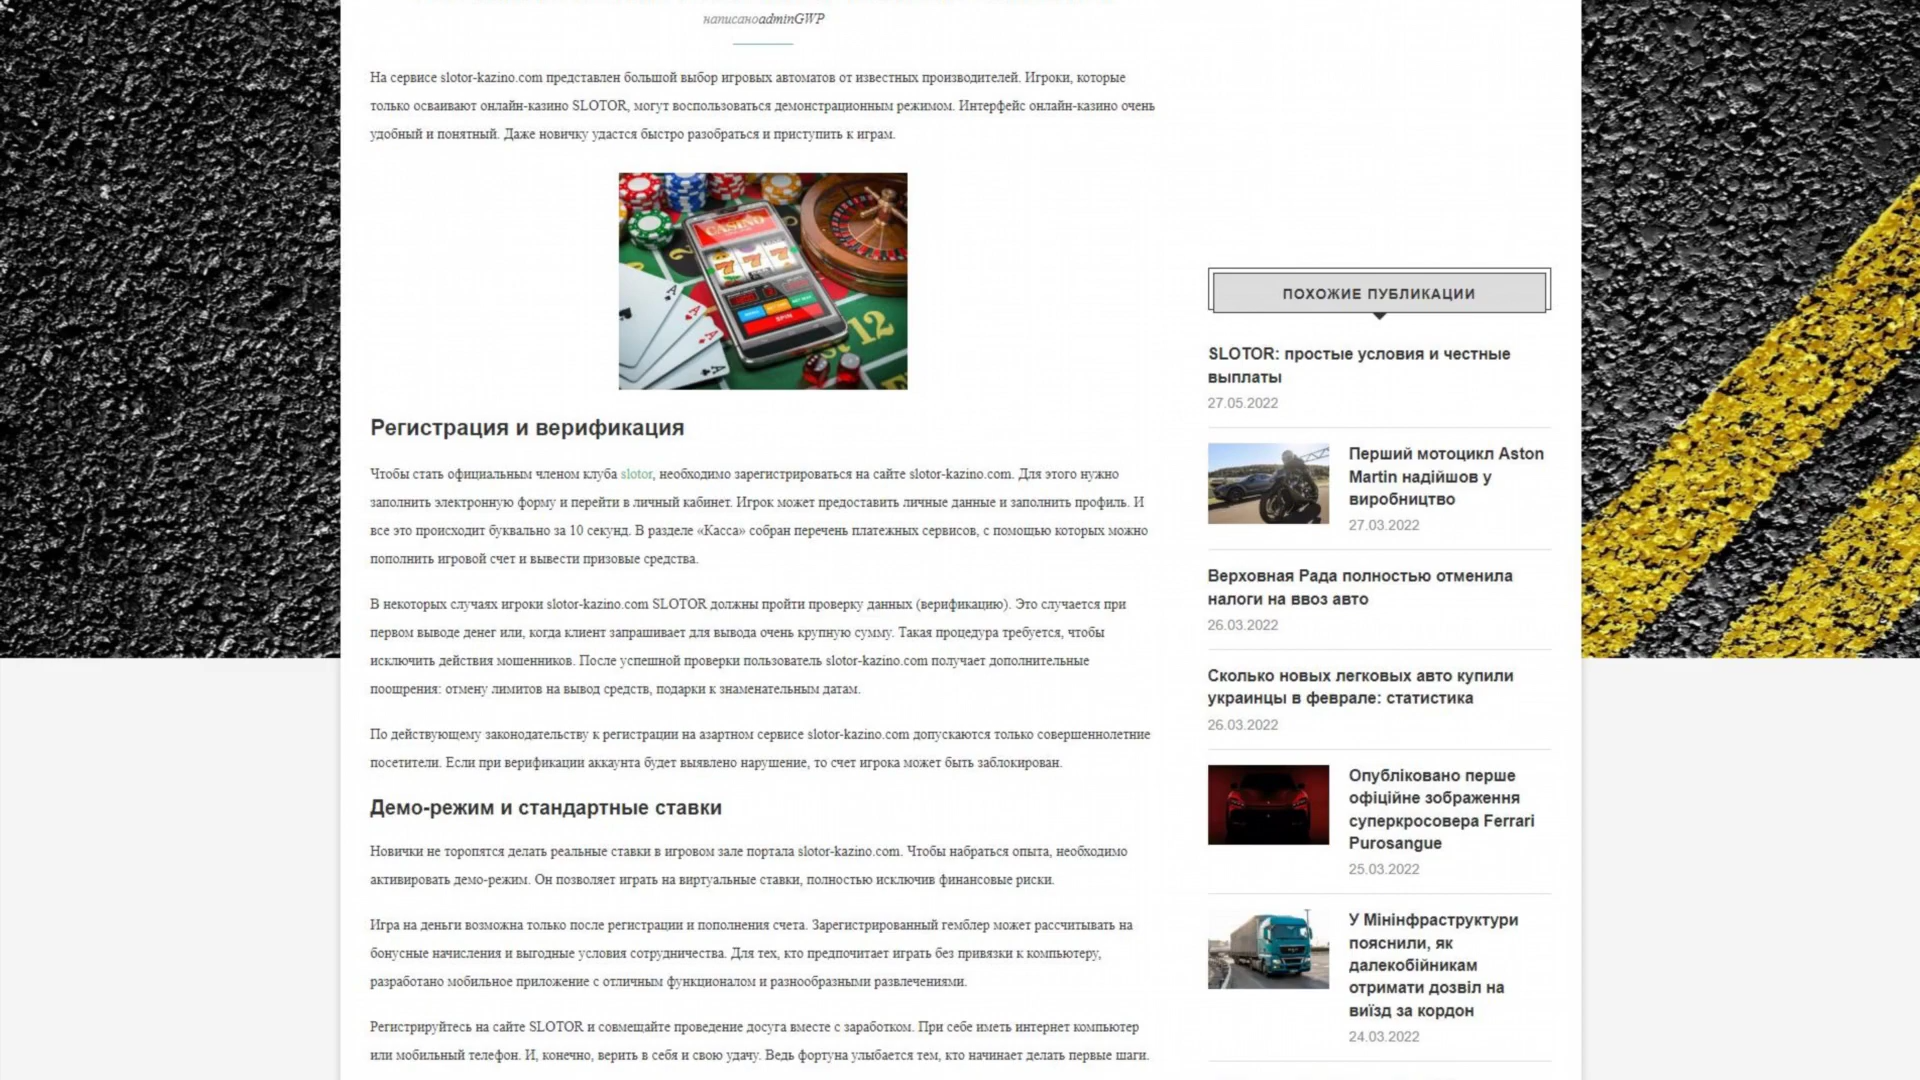 написаноadminGWP
На сервисе slotor-kazino.com представлен большой выбор игровых автоматов от известных производителей. Игроки, которые
только осваивают онлайн-казино SLOTOR, могут воспользоваться демонстрационным режимом. Интерфейс онлайн-казино очень
удобный и понятный. Даже новичку удастся быстро разобраться и приступить к играм.
CASINO
7 7 7
SPIN
12
Регистрация и верификация
Чтобы стать официальным членом клуба slotor, необходимо зарегистрироваться на сайте slotor-kazino.com. Для этого нужно
заполнить электронную форму и перейти в личный кабинет. Игрок может предоставить личные данные и заполнить профиль. И
все это происходит буквально за 10 секунд. В разделе «Касса» собран перечень платежных сервисов, с помощью которых можно
пополнить игровой счет и вывести призовые средства.
В некоторых случаях игроки slotor-kazino.com SLOTOR должны пройти проверку данных (верификацию). Это случается при
первом выводе денег или, когда клиент запрашивает для вывода очень крупную сумму. Такая процедура требуется, чтобы
исключить действия мошенников. После успешной проверки пользователь slotor-kazino.com получает дополнительные
поощрения: отмену лимитов на вывод средств, подарки к знаменательным датам.
По действующему законодательству к регистрации на азартном сервисе slotor-kazino.com допускаются только совершеннолетние
посетители. Если при верификации аккаунта будет выявлено нарушение, то счет игрока может быть заблокирован.
Демо-режим и стандартные ставки
Новички не торопятся делать реальные ставки в игровом зале портала slotor-kazino.com. Чтобы набраться опыта, необходимо
активировать демо-режим. Он позволяет играть на виртуальные ставки, полностью исключив финансовые риски.
Игра на деньги возможна только после регистрации и пополнения счета. Зарегистрированный гемблер может рассчитывать на
бонусные начисления и выгодные условия сотрудничества. Для тех, кто предпочитает играть без привязки к компьютеру,
разработано мобильное приложение с отличным функционалом и разнообразными развлечениями.
Регистрируйтесь на сайте SLOTOR и совмещайте проведение досуга вместе с заработком. При себе иметь интернет компьютер
или мобильный телефон. И, конечно, верить в себя и свою удачу. Ведь фортуна улыбается тем, кто начинает делать первые шаги.
ПОХОЖИЕ ПУБЛИКАЦИИ
SLOTOR: простые условия и честные
выплаты
27.05.2022
Перший мотоцикл Aston
Martin надійшов у
виробництво
27.03.2022
Верховная Рада полностью отменила
налоги на ввоз авто
26.03.2022
Сколько новых легковых авто купили
украинцы в феврале: статистика
26.03.2022
Опубліковано перше
офіційне зображення
суперкросовера Ferrari
Purosangue
25.03.2022
У Мінінфраструктури
пояснили, як
далекобійникам
отримати дозвіл на
виїзд за кордон
24.03.2022